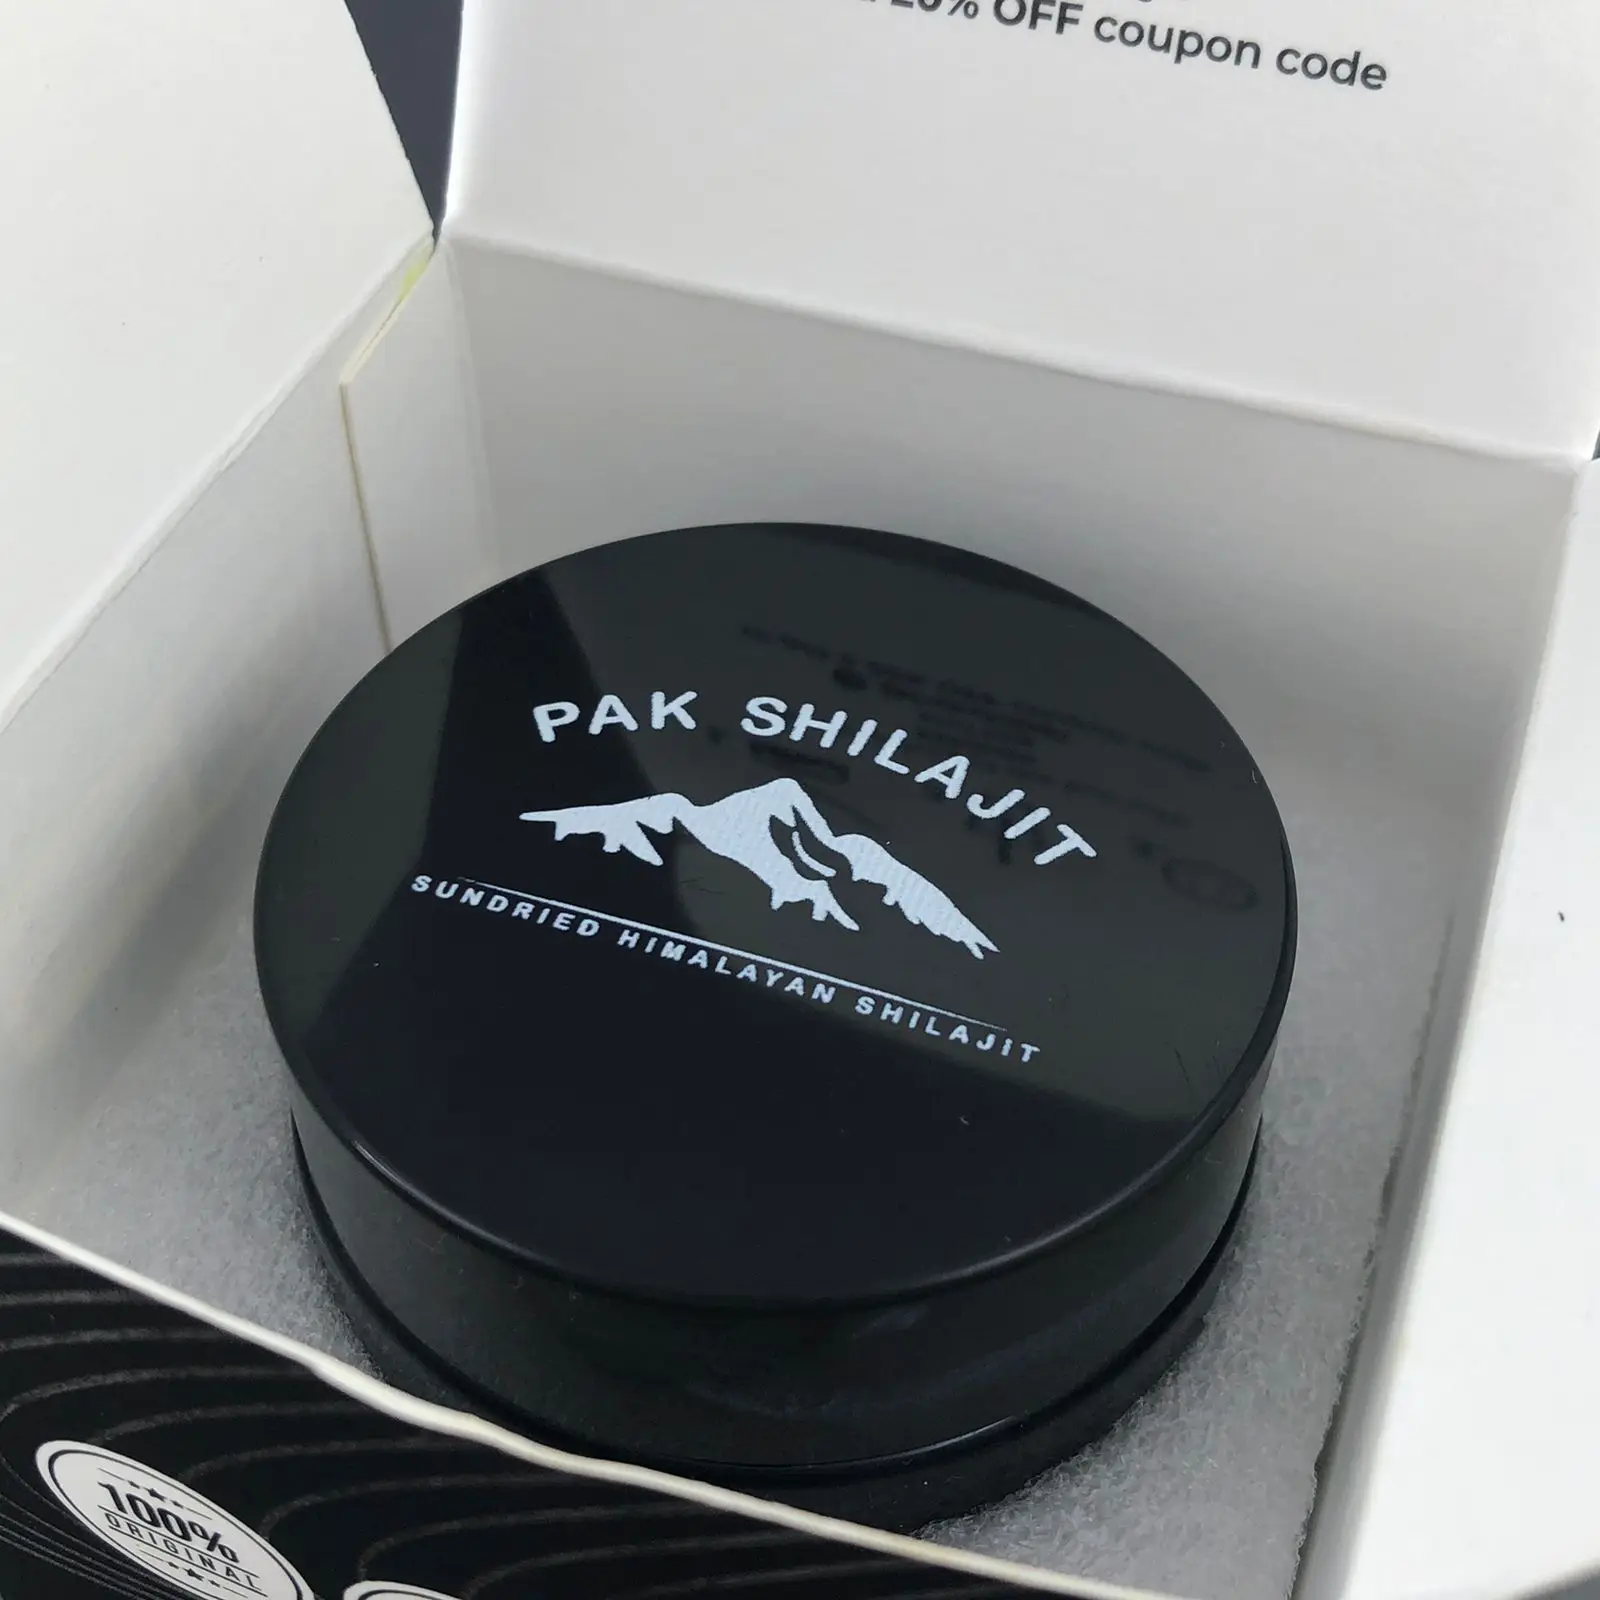 % OFF coupon code
PAK SHILAJIT
SUNDRIED HIMALAYAN SHILAJIT
100%
ORIGINAL